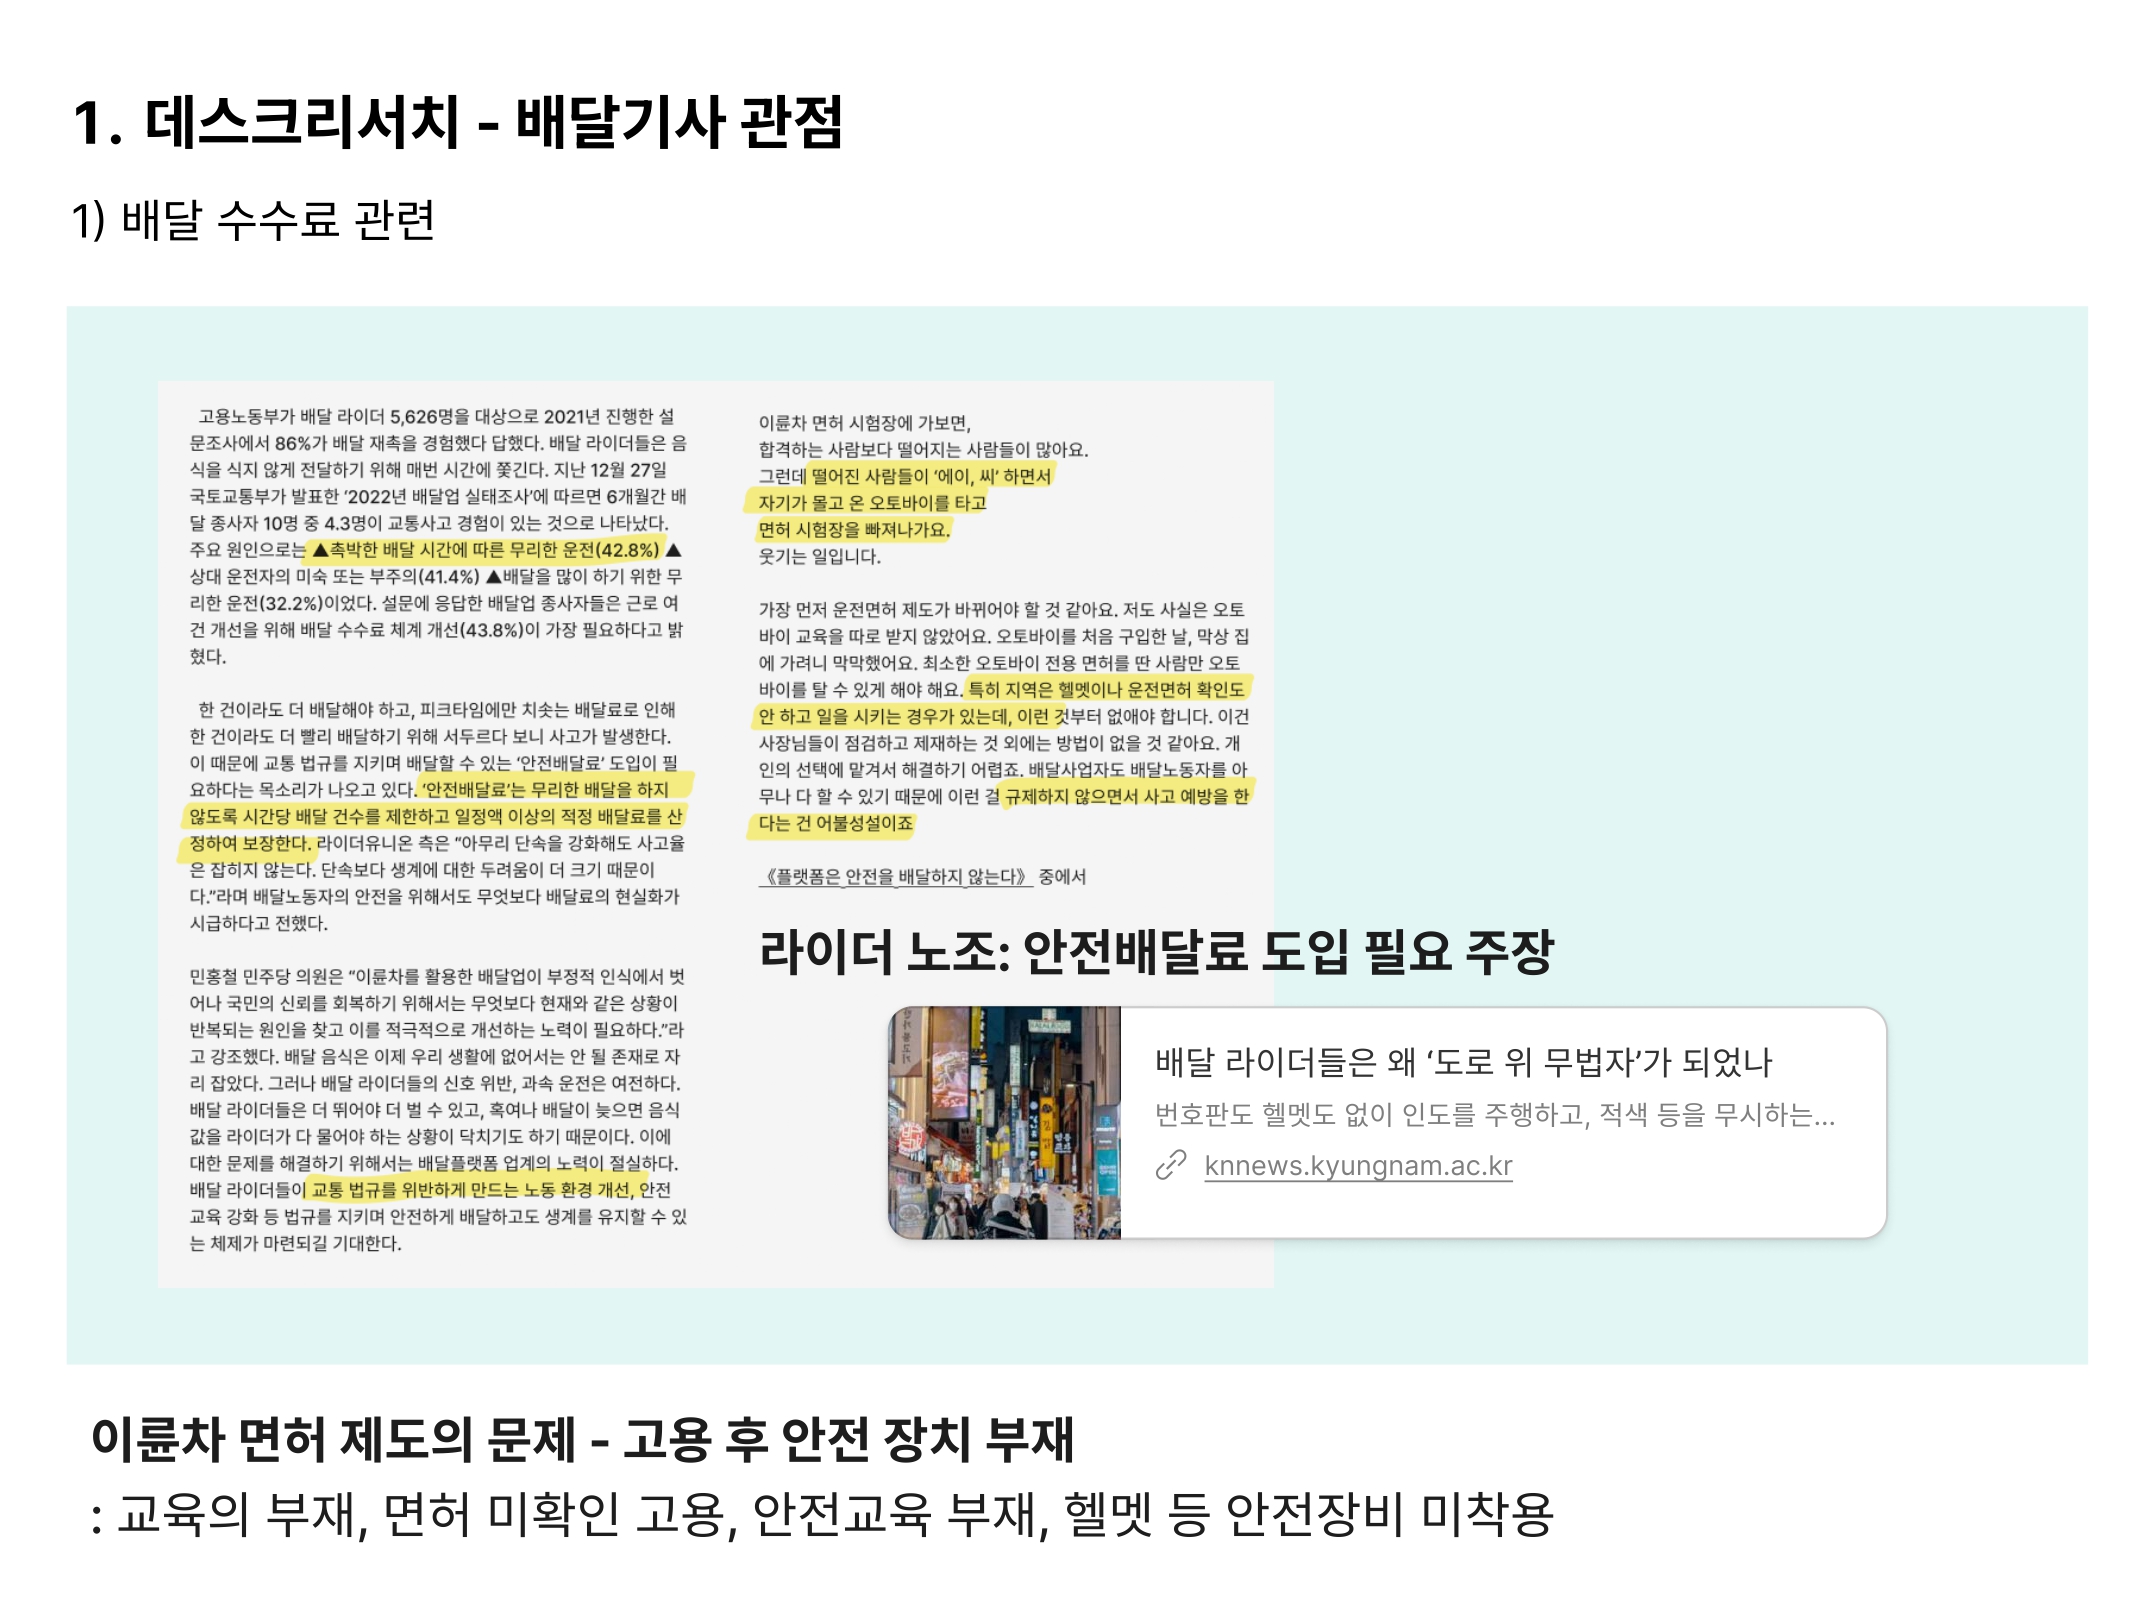 1. 데스크리서치 - 배달기사 관점
1) 배달 수수료 관련
고용노동부가 배달 라이더 5,626명을 대상으로 2021년 진행한 설
문조사에서 86%가 배달 재촉을 경험했다 답했다. 배달 라이더들은 음
식을 식지 않게 전달하기 위해 매번 시간에 쫓긴다. 지난 12월 27일
국토교통부가 발표한 ‘2022년 배달업 실태조사’에 따르면 6개월간 배
달 종사자 10명 중 4.3명이 교통사고 경험이 있는 것으로 나타났다.
주요 원인으로는 ▲촉박한 배달 시간에 따른 무리한 운전(42.8%) ▲
상대 운전자의 미숙 또는 부주의(41.4%) ▲배달을 많이 하기 위한 무
리한 운전(32.2%)이었다. 설문에 응답한 배달업 종사자들은 근로 여
건 개선을 위해 배달 수수료 체계 개선(43.8%)이 가장 필요하다고 밝
혔다.
한 건이라도 더 배달해야 하고, 피크타임에만 치솟는 배달료로 인해
한 건이라도 더 빨리 배달하기 위해 서두르다 보니 사고가 발생한다.
이 때문에 교통 법규를 지키며 배달할 수 있는 ‘안전배달료’ 도입이 필
요하다는 목소리가 나오고 있다. ‘안전배달료’는 무리한 배달을 하지
않도록 시간당 배달 건수를 제한하고 일정액 이상의 적정 배달료를 산
정하여 보장한다. 라이더유니온 측은 “아무리 단속을 강화해도 사고율
은 잡히지 않는다. 단속보다 생계에 대한 두려움이 더 크기 때문이
다.”라며 배달노동자의 안전을 위해서도 무엇보다 배달료의 현실화가
시급하다고 전했다.
민홍철 민주당 의원은 “이륜차를 활용한 배달업이 부정적 인식에서 벗
어나 국민의 신뢰를 회복하기 위해서는 무엇보다 현재와 같은 상황이
반복되는 원인을 찾고 이를 적극적으로 개선하는 노력이 필요하다.”라
고 강조했다. 배달 음식은 이제 우리 생활에 없어서는 안 될 존재로 자
리 잡았다. 그러나 배달 라이더들의 신호 위반, 과속 운전은 여전하다.
배달 라이더들은 더 뛰어야 더 벌 수 있고, 혹여나 배달이 늦으면 음식
값을 라이더가 다 물어야 하는 상황이 닥치기도 하기 때문이다. 이에
대한 문제를 해결하기 위해서는 배달플랫폼 업계의 노력이 절실하다.
배달 라이더들이 교통 법규를 위반하게 만드는 노동 환경 개선, 안전
교육 강화 등 법규를 지키며 안전하게 배달하고도 생계를 유지할 수 있
는 체제가 마련되길 기대한다.
이륜차 면허 시험장에 가보면,
합격하는 사람보다 떨어지는 사람들이 많아요.
그런데 떨어진 사람들이 ‘에이, 씨’ 하면서
자기가 몰고 온 오토바이를 타고
면허 시험장을 빠져나가요.
웃기는 일입니다.
가장 먼저 운전면허 제도가 바뀌어야 할 것 같아요. 저도 사실은 오토
바이 교육을 따로 받지 않았어요. 오토바이를 처음 구입한 날, 막상 집
에 가려니 막막했어요. 최소한 오토바이 전용 면허를 딴 사람만 오토
바이를 탈 수 있게 해야 해요. 특히 지역은 헬멧이나 운전면허 확인도
안 하고 일을 시키는 경우가 있는데, 이런 것부터 없애야 합니다. 이건
사장님들이 점검하고 제재하는 것 외에는 방법이 없을 것 같아요. 개
인의 선택에 맡겨서 해결하기 어렵죠. 배달사업자도 배달노동자를 아
무나 다 할 수 있기 때문에 이런 걸 규제하지 않으면서 사고 예방을 한
다는 건 어불성설이죠
《플랫폼은 안전을 배달하지 않는다》 중에서
라이더 노조: 안전배달료 도입 필요 주장
배달 라이더들은 왜 ‘도로 위 무법자’가 되었나
번호판도 헬멧도 없이 인도를 주행하고, 적색 등을 무시하는...
knnews.kyungnam.ac.kr
이륜차 면허 제도의 문제 - 고용 후 안전 장치 부재
: 교육의 부재, 면허 미확인 고용, 안전교육 부재, 헬멧 등 안전장비 미착용